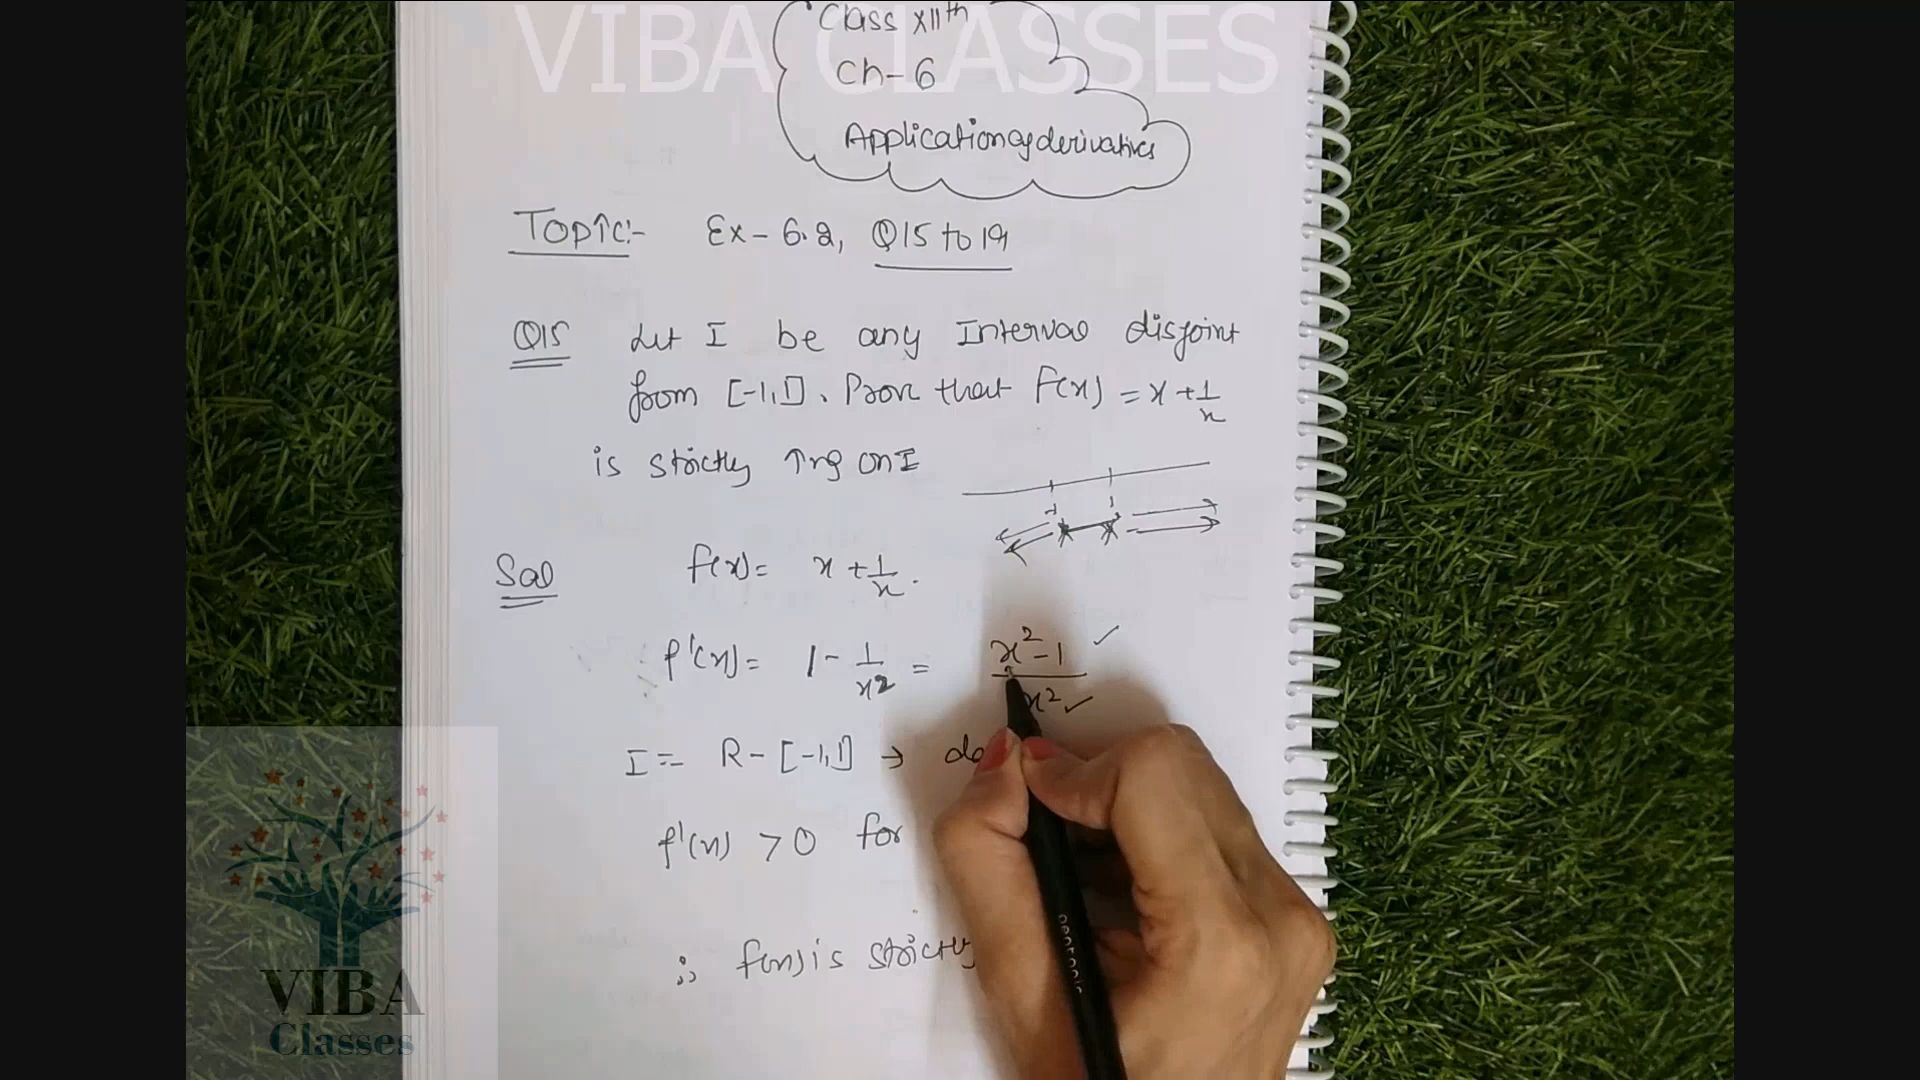 VIBA CLASSES
Class XIIth
Ch-6
Application of derivatives
Topic:- Ex-6.2, Q15 to 19
Q15 Let I be any Interval disjoint
from [-1,1]. Prove that f(x) = x + 1/x
is strictly ↑ng on I
-1 1
Sol f(x) = x + 1/x.
f'(x) = 1 - 1/x2 = x²-1 ✓ / x² ✓
I = R - [-1,1] →
f'(x) > 0 for
∴ f(x) is strictly
VIBA
Classes